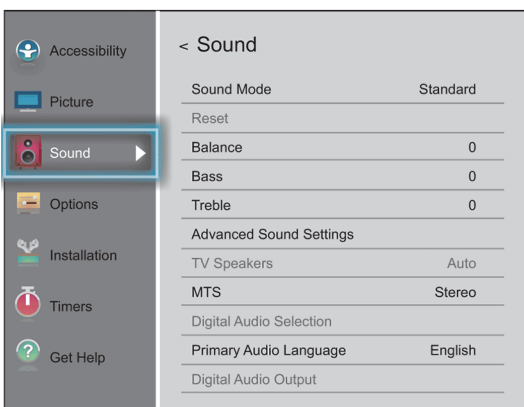 Accessibility
Picture
Sound
Options
Installation
Timers
Get Help
< Sound
Sound Mode Standard
Reset
Balance 0
Bass 0
Treble 0
Advanced Sound Settings
TV Speakers Auto
MTS Stereo
Digital Audio Selection
Primary Audio Language English
Digital Audio Output